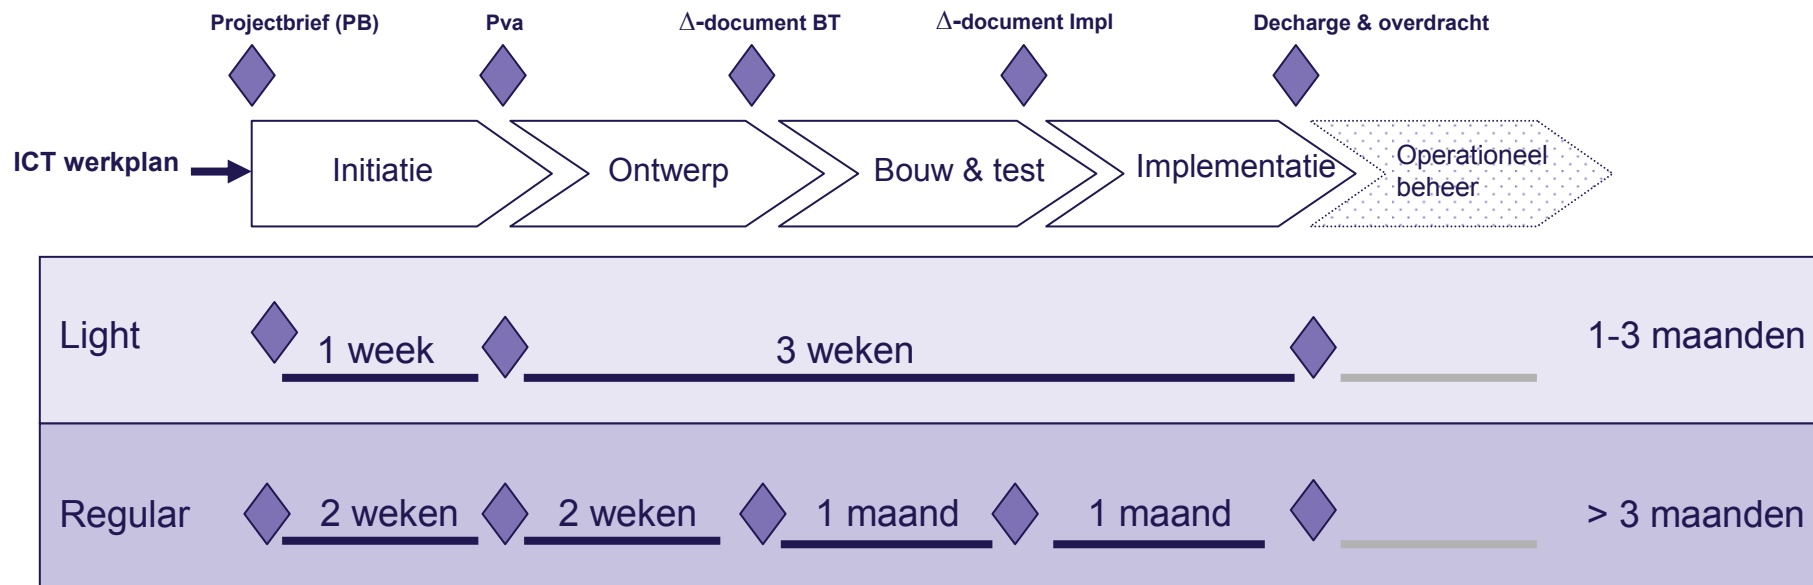 Projectbrief (PB)
Pva
Δ-document BT
Δ-document Impl
Decharge & overdracht
ICT werkplan
Initiatie
Ontwerp
Bouw & test
Implementatie
Operationeel
beheer
Light
1 week
3 weken
1-3 maanden
Regular
2 weken
2 weken
1 maand
1 maand
> 3 maanden